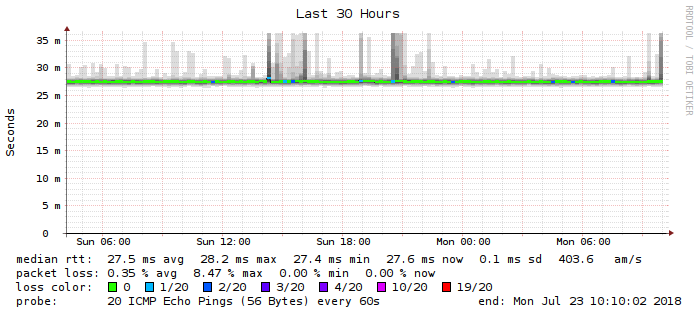 Last 30 Hours
RRDTOOL / TOBI OETIKER
Seconds
35 m
30 m
25 m
20 m
15 m
10 m
5 m
0
Sun 06:00 Sun 12:00 Sun 18:00 Mon 00:00 Mon 06:00
median rtt: 27.5 ms avg 28.2 ms max 27.4 ms min 27.6 ms now 0.1 ms sd 403.6 am/s
packet loss: 0.35 % avg 8.47 % max 0.00 % min 0.00 % now
loss color: 0 1/20 2/20 3/20 4/20 10/20 19/20
probe: 20 ICMP Echo Pings (56 Bytes) every 60s end: Mon Jul 23 10:10:02 2018